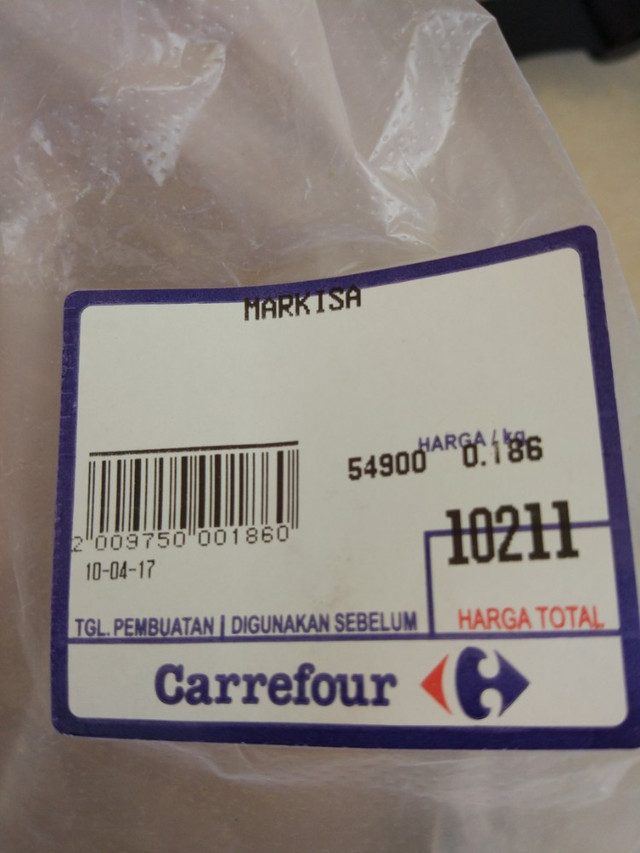 MARKISA
HARGA / kg
54900 0.186
2 009750 001860
10211
10-04-17
TGL. PEMBUATAN | DIGUNAKAN SEBELUM
HARGA TOTAL
Carrefour